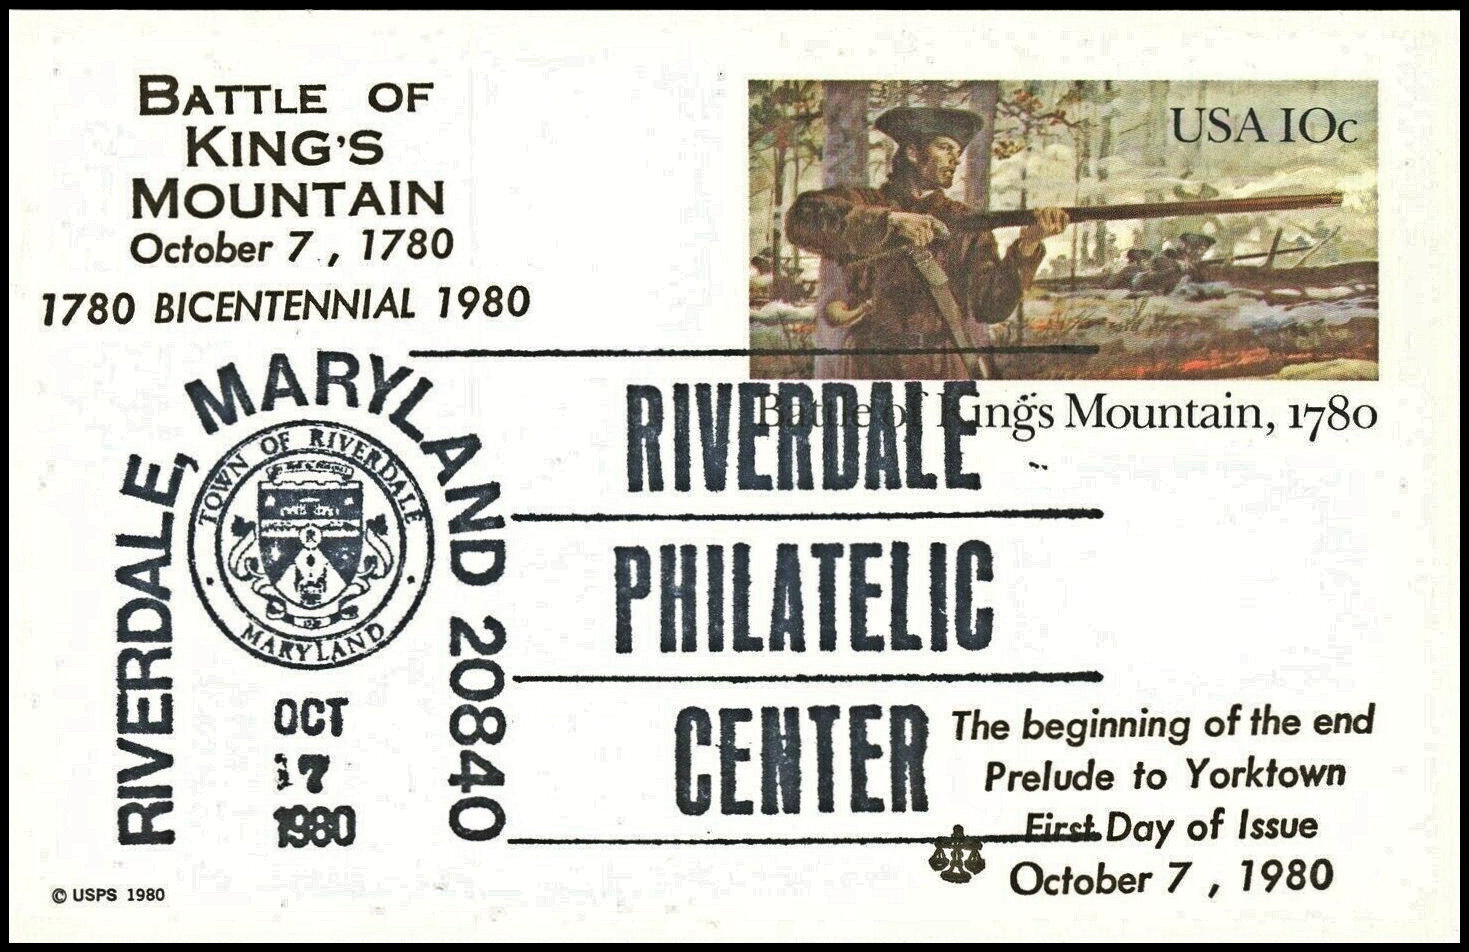 BATTLE OF
KING'S
MOUNTAIN
October 7, 1780
1780 BICENTENNIAL 1980
USA 10c
Battle of King's Mountain, 1780
RIVERDALE, MARYLAND 20840
TOWN OF RIVERDALE
R
MARYLAND
OCT
17
1980
RIVERDALE
PHILATELIC
CENTER
The beginning of the end
Prelude to Yorktown
First Day of Issue
October 7, 1980
© USPS 1980